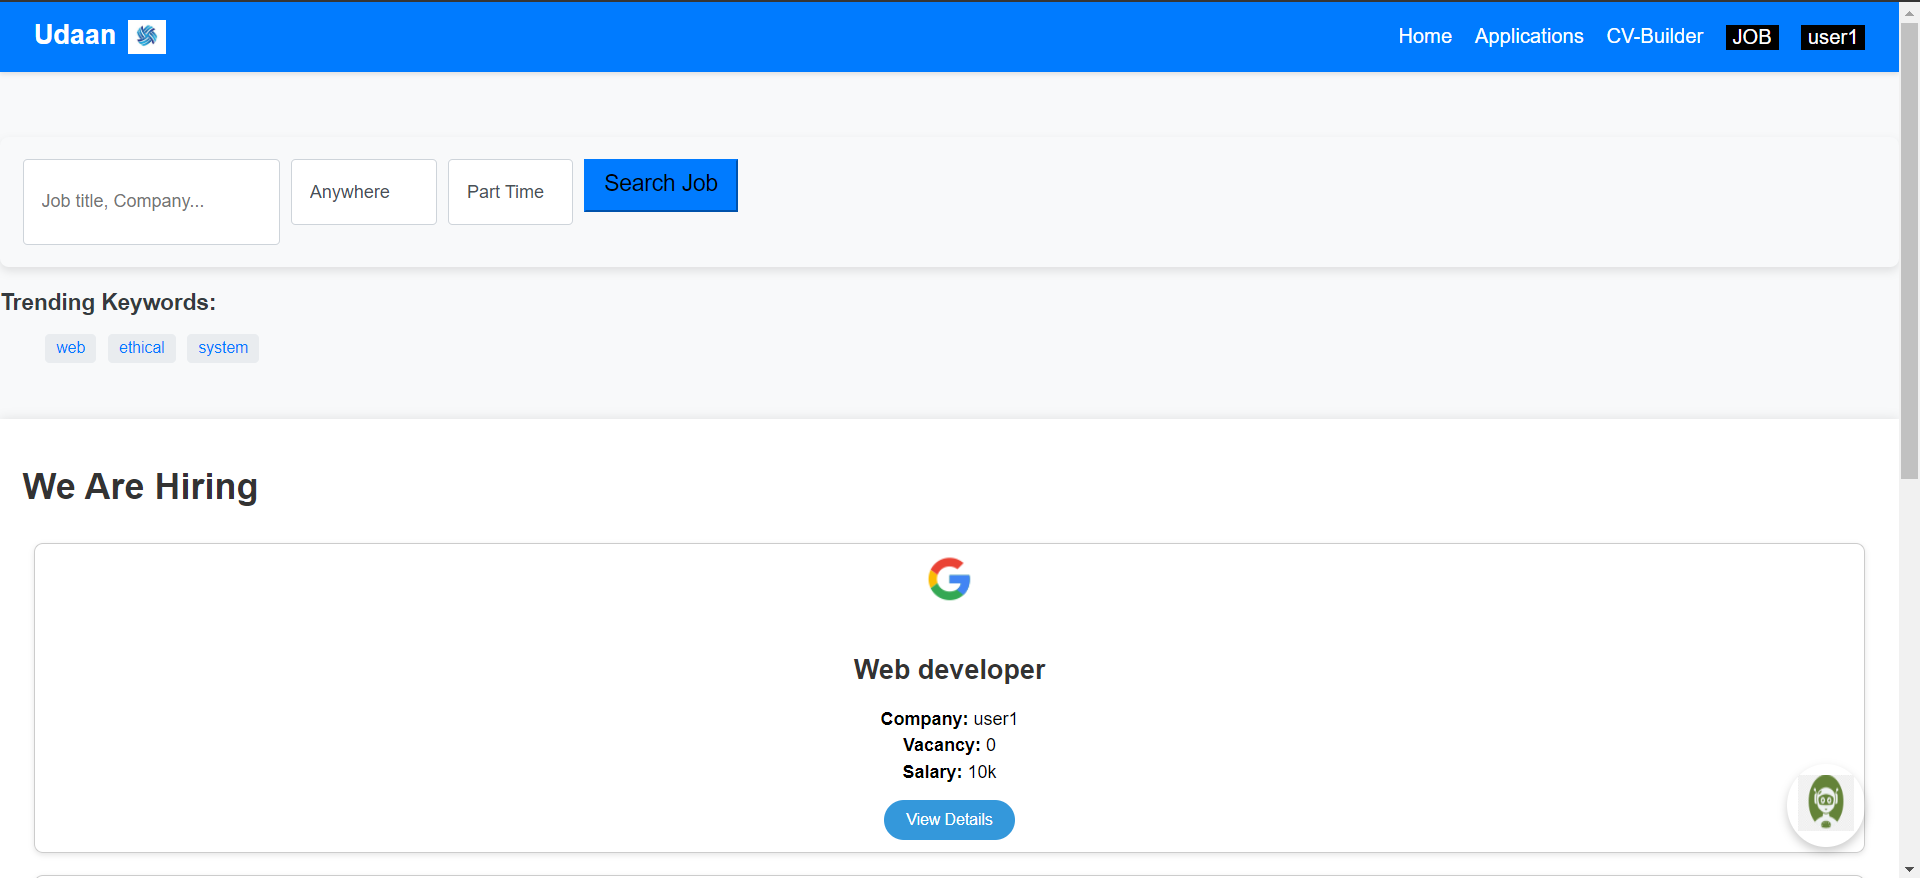 Udaan
Home Applications CV-Builder JOB user1
Job title, Company... Anywhere Part Time Search Job
Trending Keywords:
web ethical system
We Are Hiring
Web developer
Company: user1
Vacancy: 0
Salary: 10k
View Details